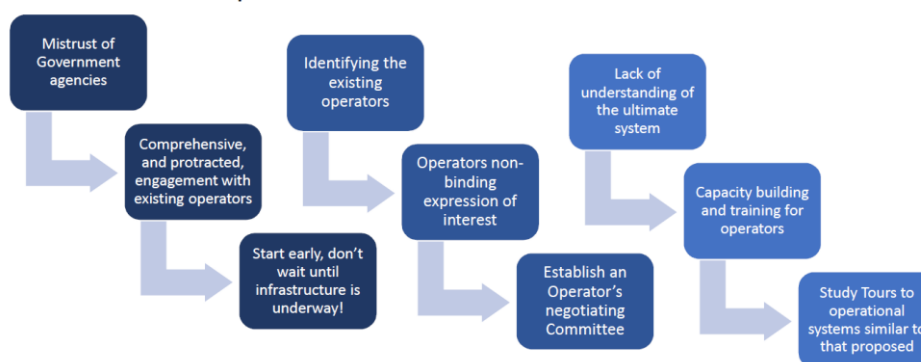 Mistrust of
Government
agencies
Comprehensive,
and protracted,
engagement with
existing operators
Start early, don't
wait until
infrastructure is
underway!
Identifying the
existing
operators
Operators non-
binding
expression of
interest
Establish an
Operator's
negotiating
Committee
Lack of
understanding of
the ultimate
system
Capacity building
and training for
operators
Study Tours to
operational
systems similar to
that proposed